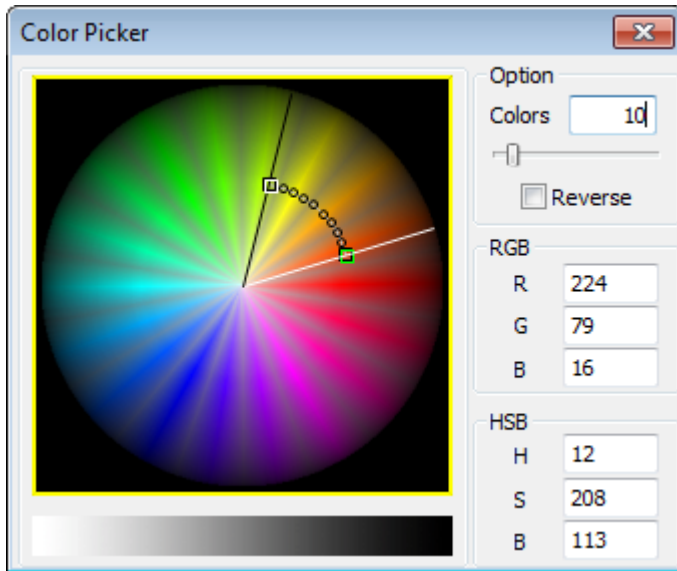 Color Picker
Option
Colors 10
Reverse
RGB
R 224
G 79
B 16
HSB
H 12
S 208
B 113